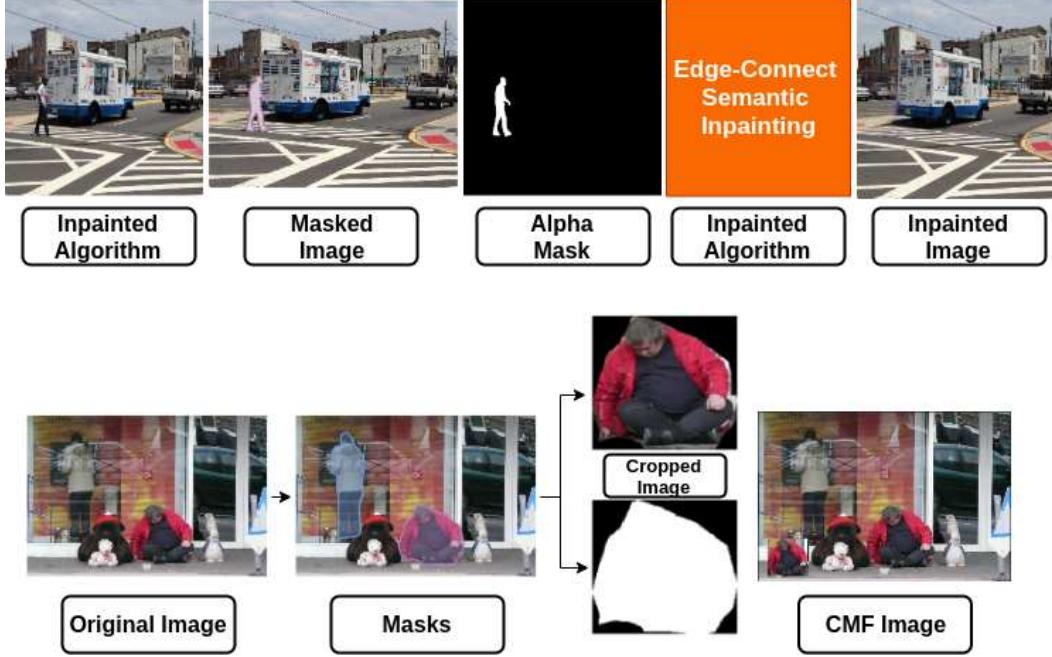 Edge-Connect
Semantic
Inpainting
Inpainted
Algorithm
Masked
Image
Alpha
Mask
Inpainted
Algorithm
Inpainted
Image
Cropped
Image
Original Image
Masks
CMF Image